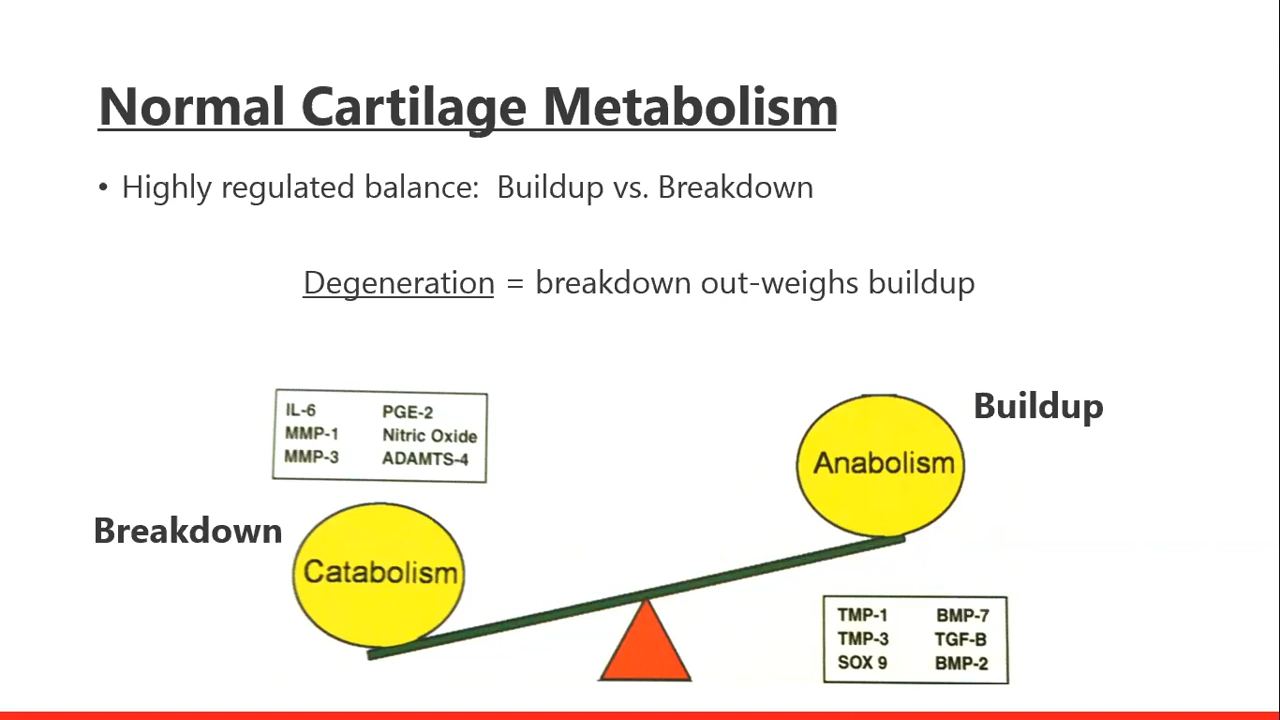 Normal Cartilage Metabolism
• Highly regulated balance: Buildup vs. Breakdown
Degeneration = breakdown out-weighs buildup
IL-6 PGE-2
MMP-1 Nitric Oxide
MMP-3 ADAMTS-4
Buildup
Anabolism
Breakdown
Catabolism
TMP-1 BMP-7
TMP-3 TGF-B
SOX 9 BMP-2